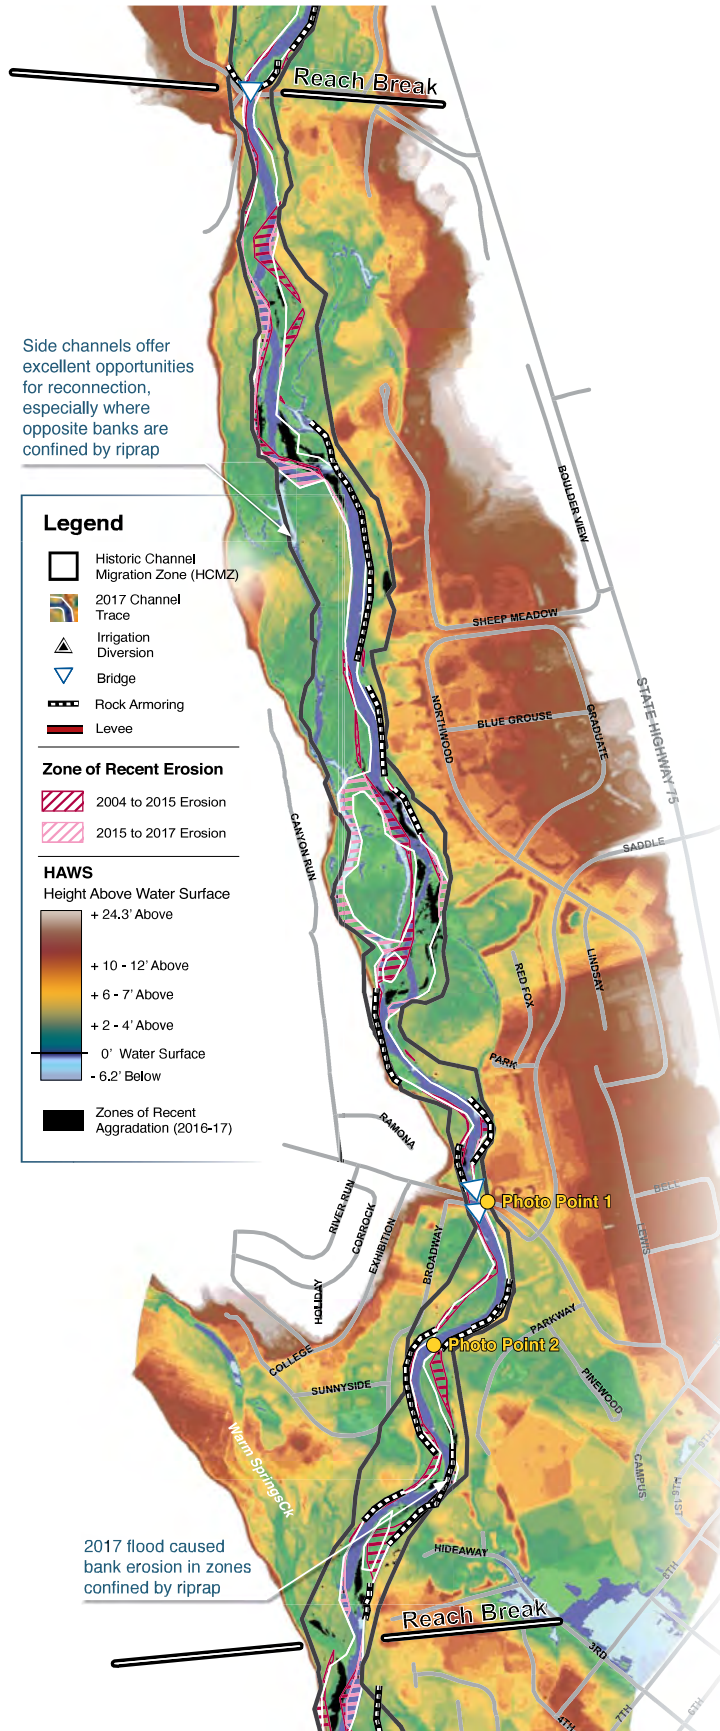 Reach Break
Side channels offer
excellent opportunities
for reconnection,
especially where
opposite banks are
confined by riprap
Legend
Historic Channel
Migration Zone (HCMZ)
2017 Channel
Trace
Irrigation
Diversion
Bridge
Rock Armoring
Levee
Zone of Recent Erosion
2004 to 2015 Erosion
2015 to 2017 Erosion
HAWS
Height Above Water Surface
+ 24.3' Above
+ 10 - 12' Above
+ 6 - 7' Above
+ 2 - 4' Above
0' Water Surface
- 6.2' Below
Zones of Recent
Aggradation (2016-17)
BOULDER VIEW
SHEEP MEADOW
STATE HIGHWAY 75
NORTHWOOD
BLUE GROUSE
GRADUATE
SADDLE
CANYON RUN
LINDSAY
RED FOX
PARK
RAMONA
BELL
LEWIS
Photo Point 1
RIVER RUN
CORROCK
EXHIBITION
BROADWAY
HOLIDAY
COLLEGE
SUNNYSIDE
PARKWAY
Photo Point 2
PINEWOOD
CAMPUS
9TH
8TH
Warm SpringsCk
HIDEAWAY
2017 flood caused
bank erosion in zones
confined by riprap
Reach Break
3RD
4TH
7TH
6TH